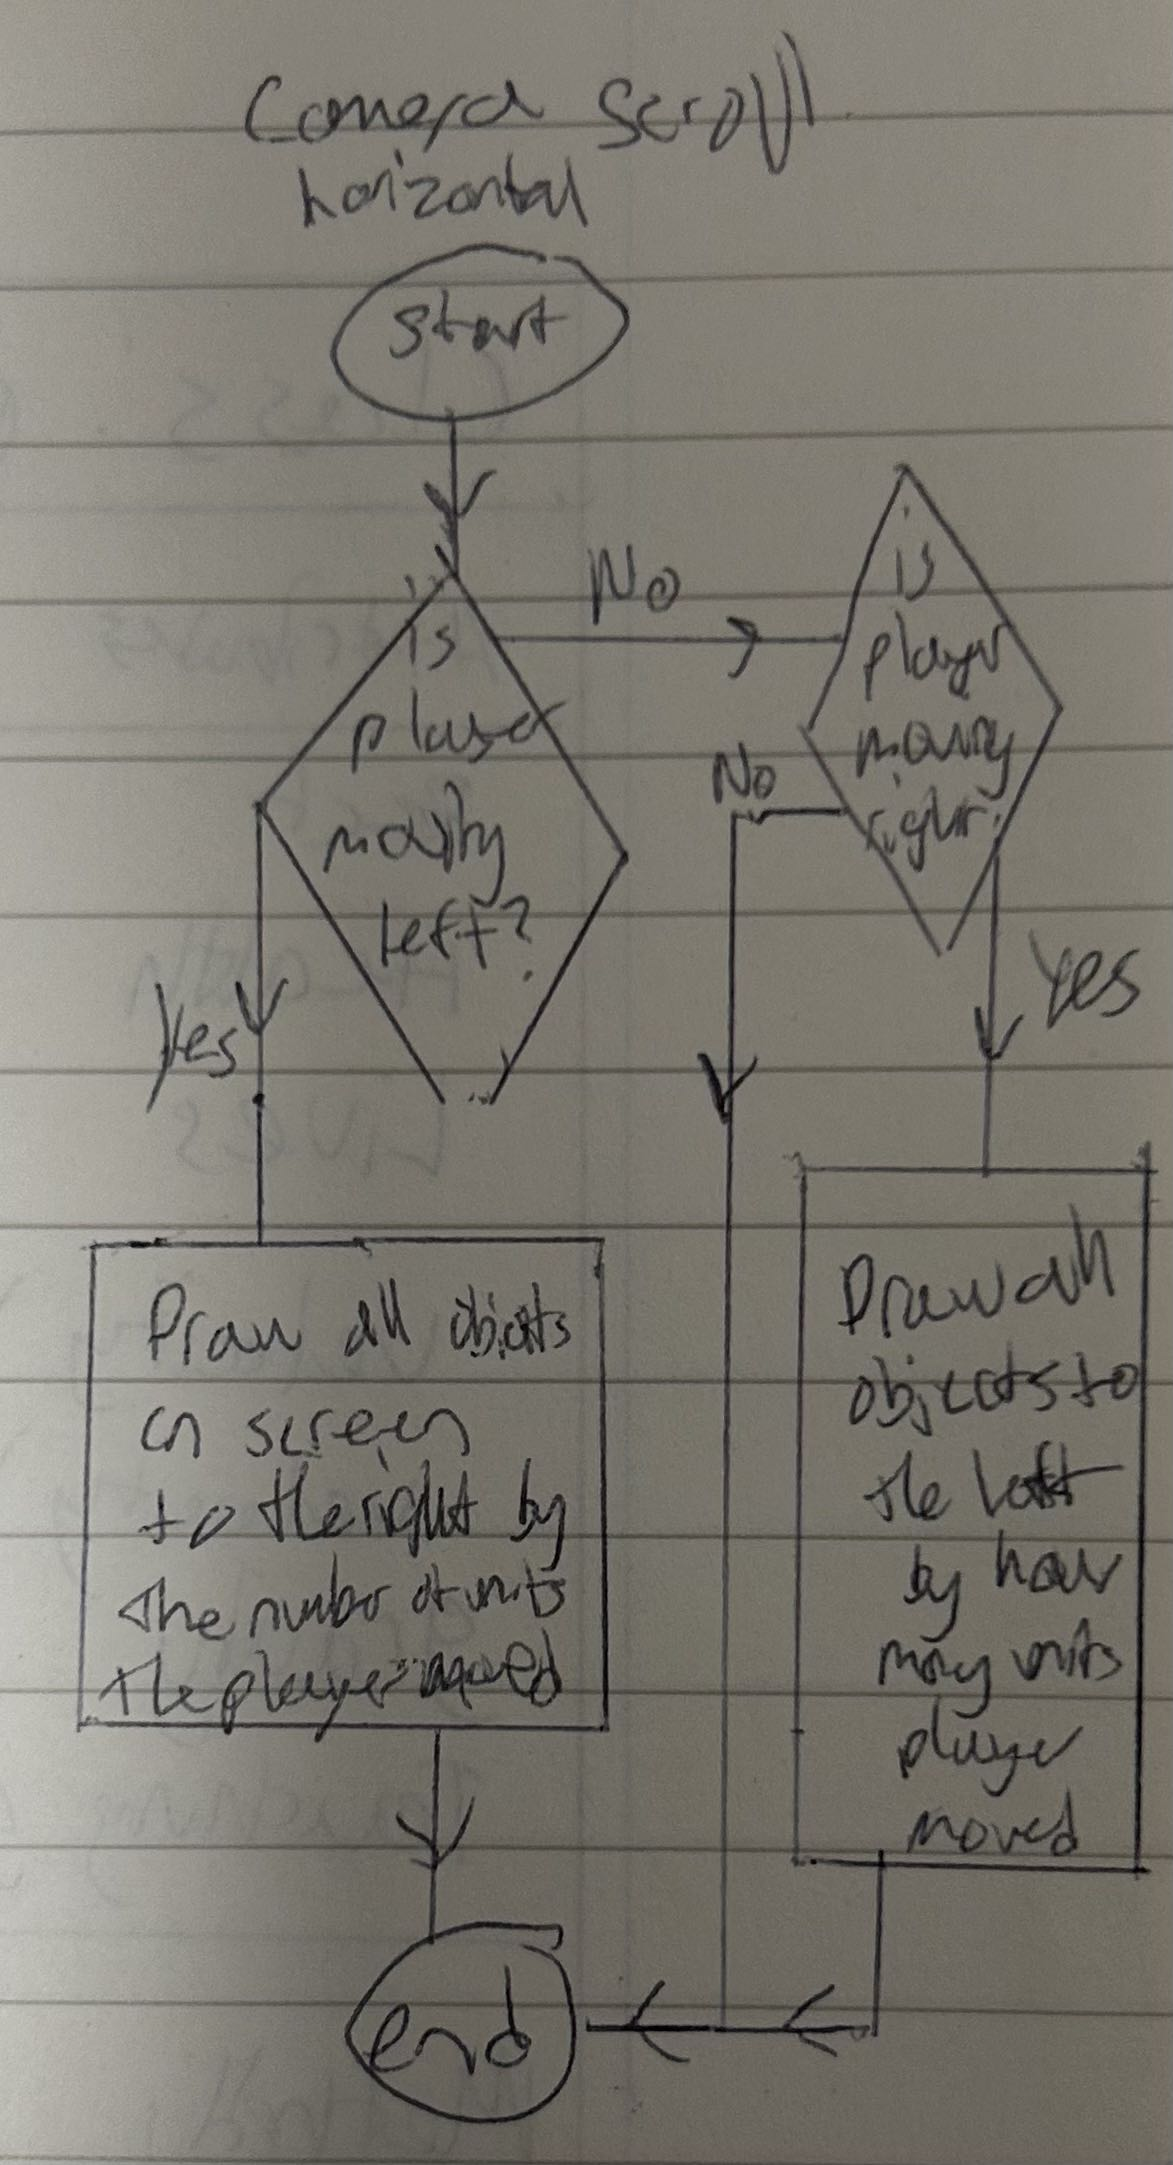 Camera Scroll
horizontal
start
is
player
moving
left?
No
is
player
moving
right?
No
Yes
Yes
Draw all objects
on screen
to the right by
the number of units
the player moved
Draw all
objects to
the left
by how
many units
player
moved
end